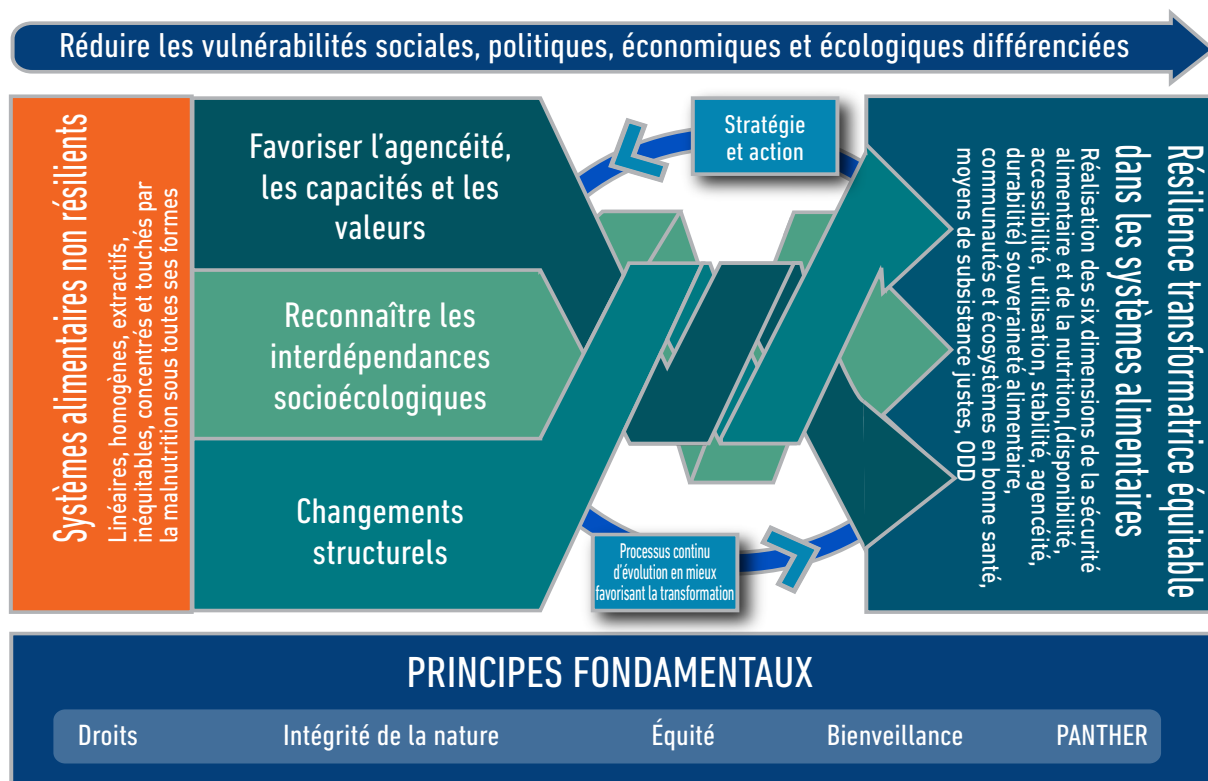 Réduire les vulnérabilités sociales, politiques, économiques et écologiques différenciées
Systèmes alimentaires non résilients
Linéaires, homogènes, extractifs,
inéquitables, concentrés et touchés par
la malnutrition sous toutes ses formes
Favoriser l'agencéité,
les capacités et les
valeurs
Reconnaître les
interdépendances
socioécologiques
Changements
structurels
Stratégie
et action
Processus continu
d'évolution en mieux
favorisant la transformation
Résilience transformatrice équitable
dans les systèmes alimentaires
Réalisation des six dimensions de la sécurité
alimentaire et de la nutrition,(disponibilité,
accessibilité, utilisation, stabilité, agencéité,
durabilité) souveraineté alimentaire,
communautés et écosystèmes en bonne santé,
moyens de subsistance justes, ODD
PRINCIPES FONDAMENTAUX
Droits
Intégrité de la nature
Équité
Bienveillance
PANTHER